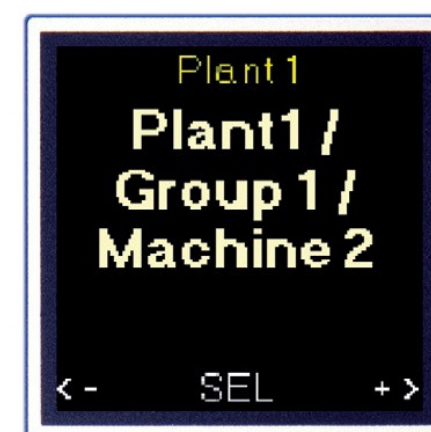 Plant 1
Plant1 /
Group 1 /
Machine 2
< - SEL + >